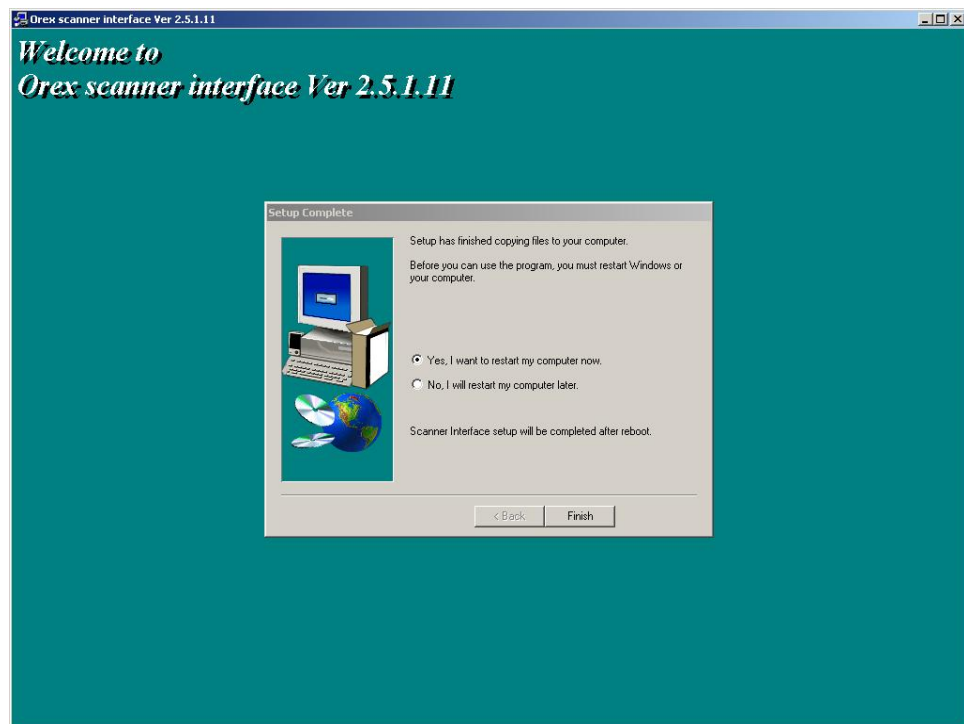 Orex scanner interface Ver 2.5.1.11
Welcome to
Orex scanner interface Ver 2.5.1.11
Setup Complete
Setup has finished copying files to your computer.
Before you can use the program, you must restart Windows or
your computer.
Yes, I want to restart my computer now.
No, I will restart my computer later.
Scanner Interface setup will be completed after reboot.
< Back
Finish